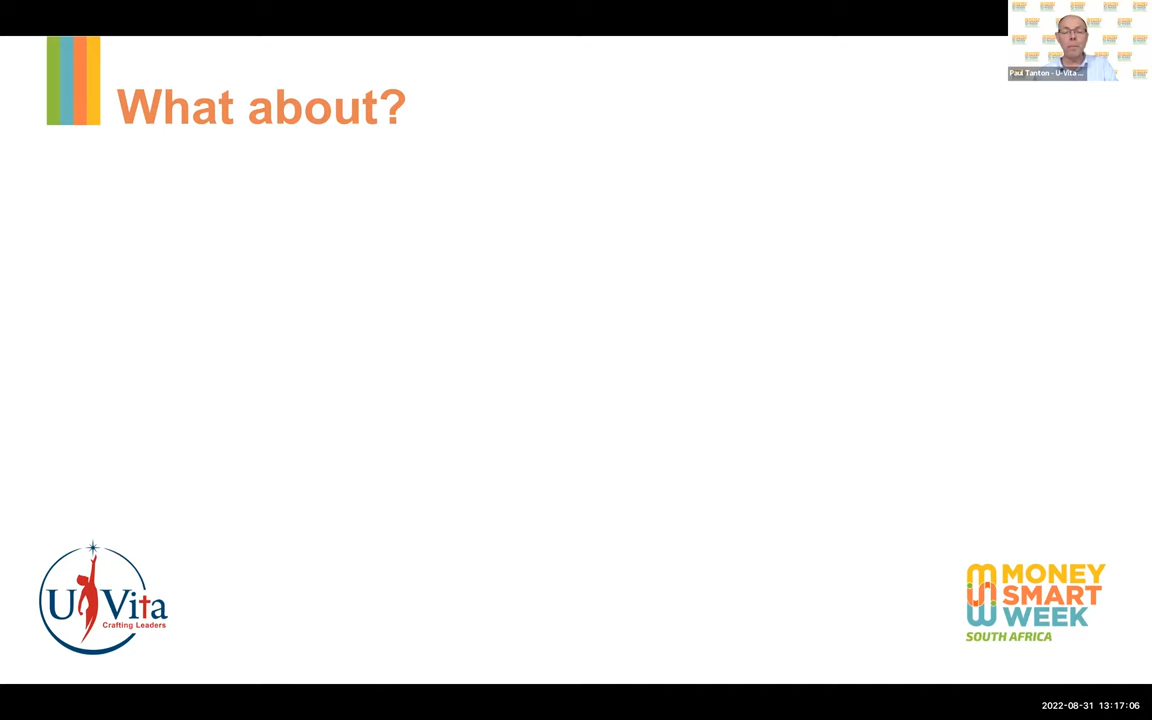 Paul Tanton - U-Vita ...
What about?
U Vita
Crafting Leaders
MONEY
SMART
WEEK
SOUTH AFRICA
2022-08-31 13:17:06